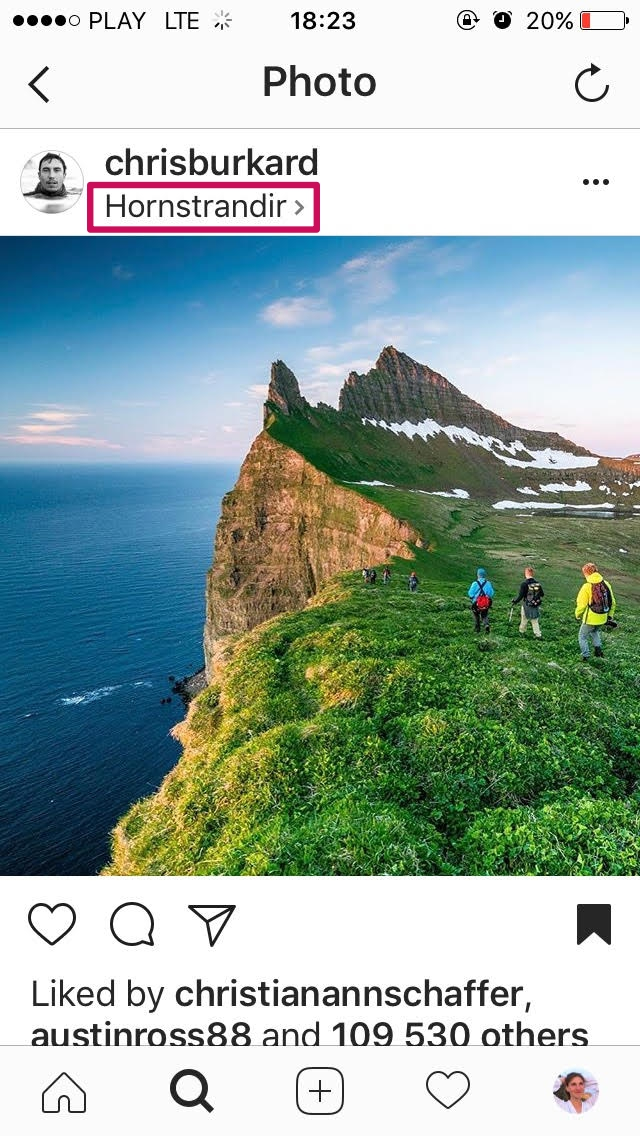 PLAY LTE 18:23 20%
Photo
chrisburkard
Hornstrandir >
Liked by christianannschaffer,
austinross88 and 109 530 others